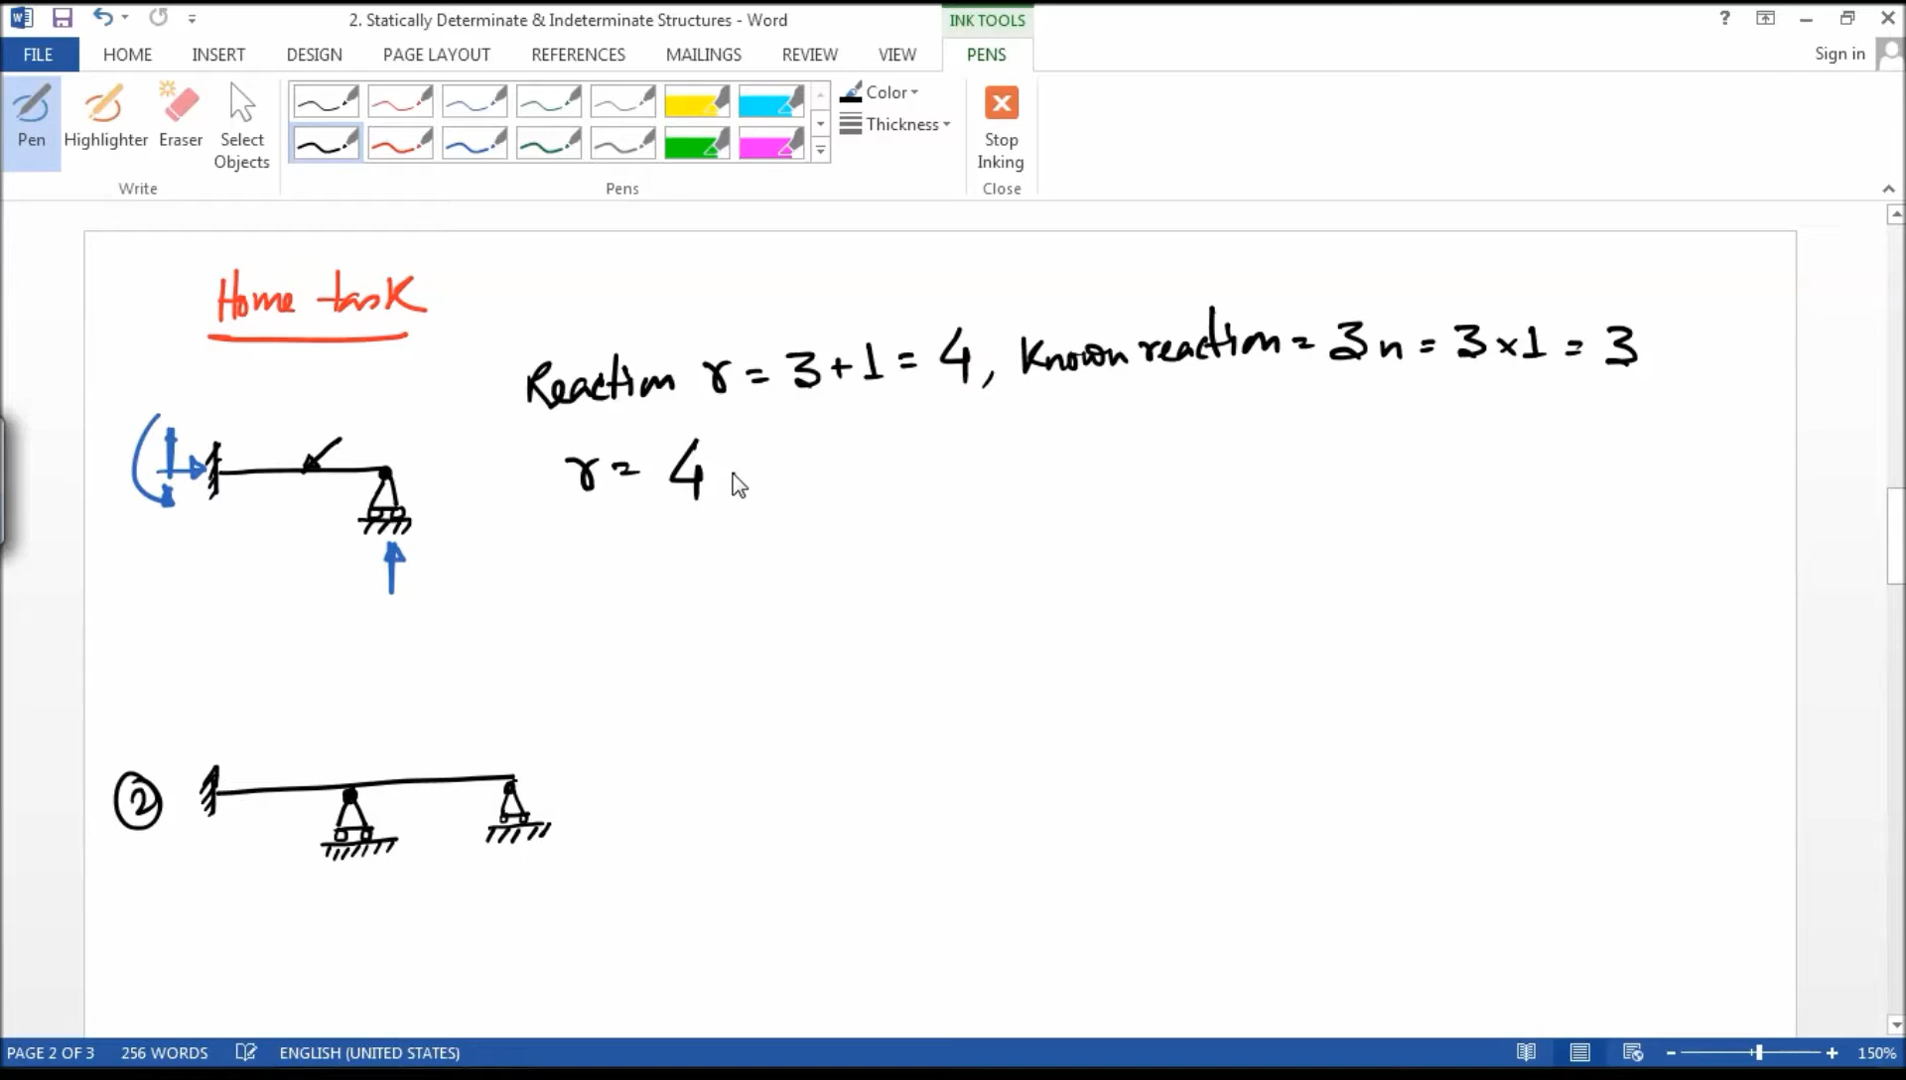 2. Statically Determinate & Indeterminate Structures - Word
INK TOOLS
FILE HOME INSERT DESIGN PAGE LAYOUT REFERENCES MAILINGS REVIEW VIEW PENS
Sign in
Pen Highlighter Eraser Select Objects
Color
Thickness
Stop Inking
Write
Pens
Close
Home task
Reaction r = 3 + 1 = 4, Known reaction = 3n = 3 × 1 = 3
r = 4
2
PAGE 2 OF 3 256 WORDS ENGLISH (UNITED STATES)
150%